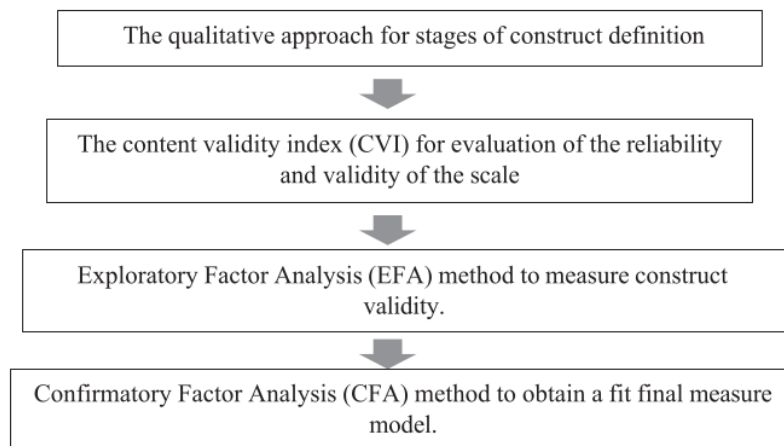 The qualitative approach for stages of construct definition
The content validity index (CVI) for evaluation of the reliability
and validity of the scale
Exploratory Factor Analysis (EFA) method to measure construct
validity.
Confirmatory Factor Analysis (CFA) method to obtain a fit final measure
model.